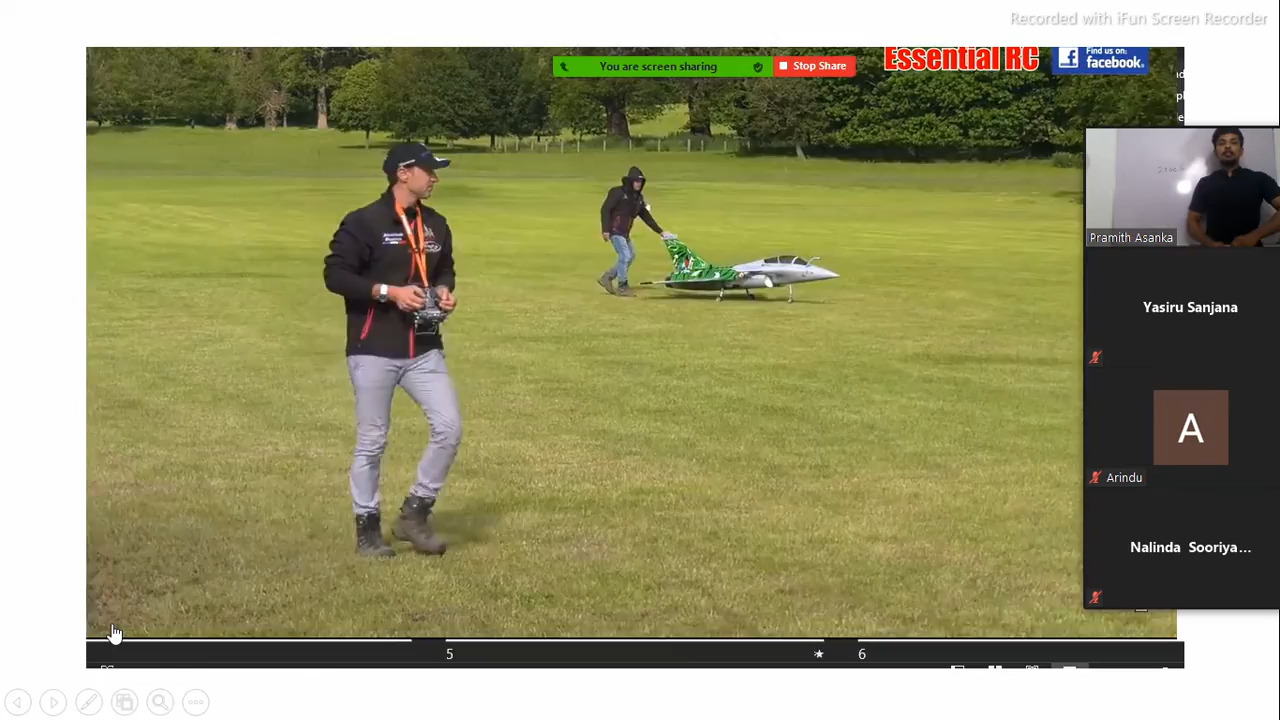 Recorded with iFun Screen Recorder
Essential RC
Find us on:
facebook.
You are screen sharing
Stop Share
Pramith Asanka
Yasiru Sanjana
A
Arindu
Nalinda Sooriya...
5
6